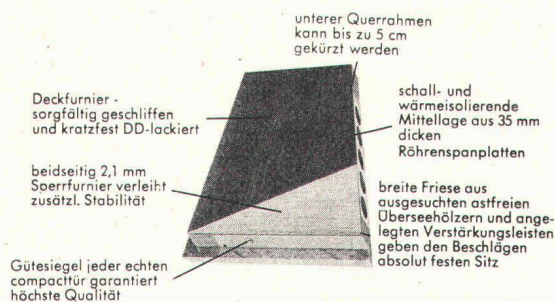 unterer Querrahmen
kann bis zu 5 cm
gekürzt werden
Deckfurnier -
sorgfältig geschliffen
und kratzfest DD-lackiert
schall- und
wärmeisolierende
Mittellage aus 35 mm
dicken
Röhrenspanplatten
beidseitig 2,1 mm
Sperrfurnier verleiht
zusätzl. Stabilität
breite Friese aus
ausgesuchten astfreien
Überseehölzern und ange-
legten Verstärkungsleisten
geben den Beschlägen
absolut festen Sitz
Gütesiegel jeder echten
compacttür garantiert
höchste Qualität